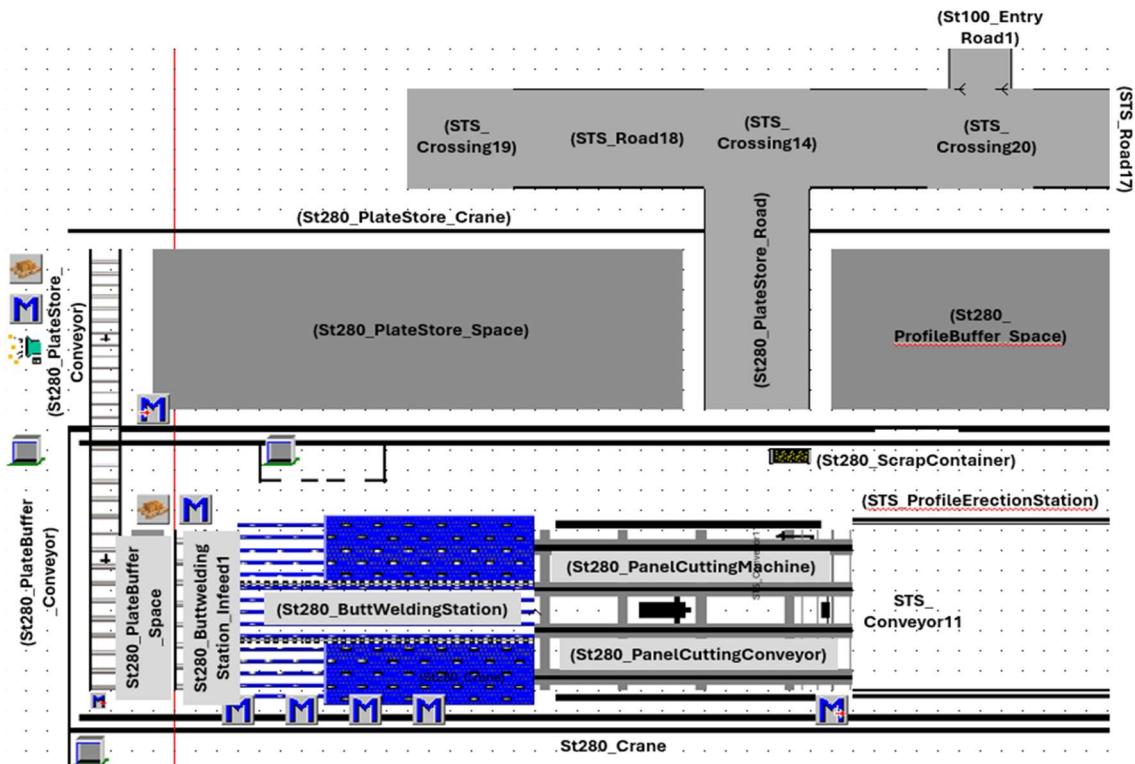 (St100_Entry
Road1)
(STS_
Crossing19)
(STS_Road18)
(STS_
Crossing14)
(STS_
Crossing20)
(STS_Road17)
(St280_PlateStore_Crane)
(St280_PlateStore_
Conveyor)
(St280_PlateStore_Space)
(St280_PlateStore_Road)
(St280_
ProfileBuffer_Space)
(St280_ScrapContainer)
(STS_ProfileErectionStation)
(St280_PlateBuffer
_Conveyor)
St280_PlateBuffer
_Space
St280_Buttwelding
Station_Infeed1
(St280_ButtWeldingStation)
(St280_PanelCuttingMachine)
(St280_PanelCuttingConveyor)
STS_
Conveyor11
(St280_Crane)
St280_Crane